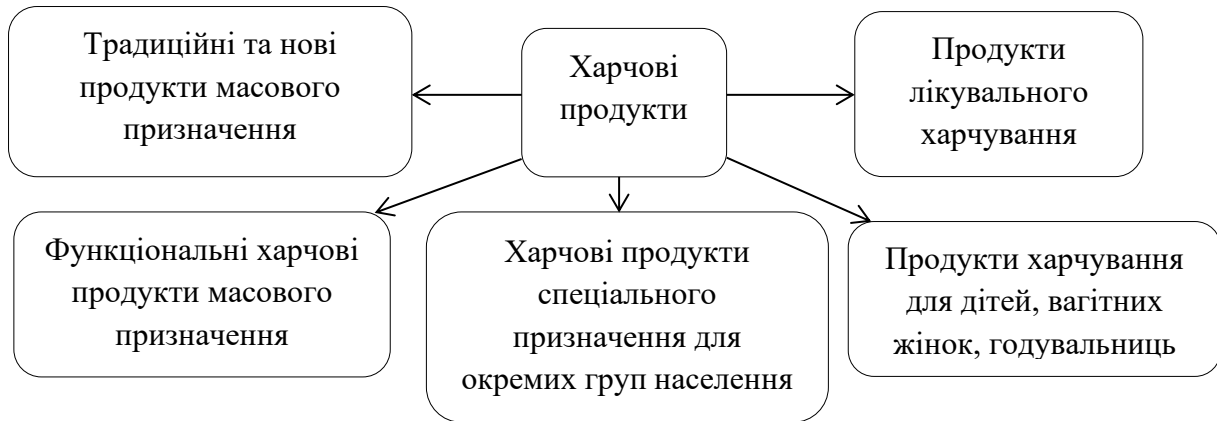 Традиційні та нові
продукти масового
призначення
Харчові
продукти
Продукти
лікувального
харчування
Функціональні харчові
продукти масового
призначення
Харчові продукти
спеціального
призначення для
окремих груп населення
Продукти харчування
для дітей, вагітних
жінок, годувальниць